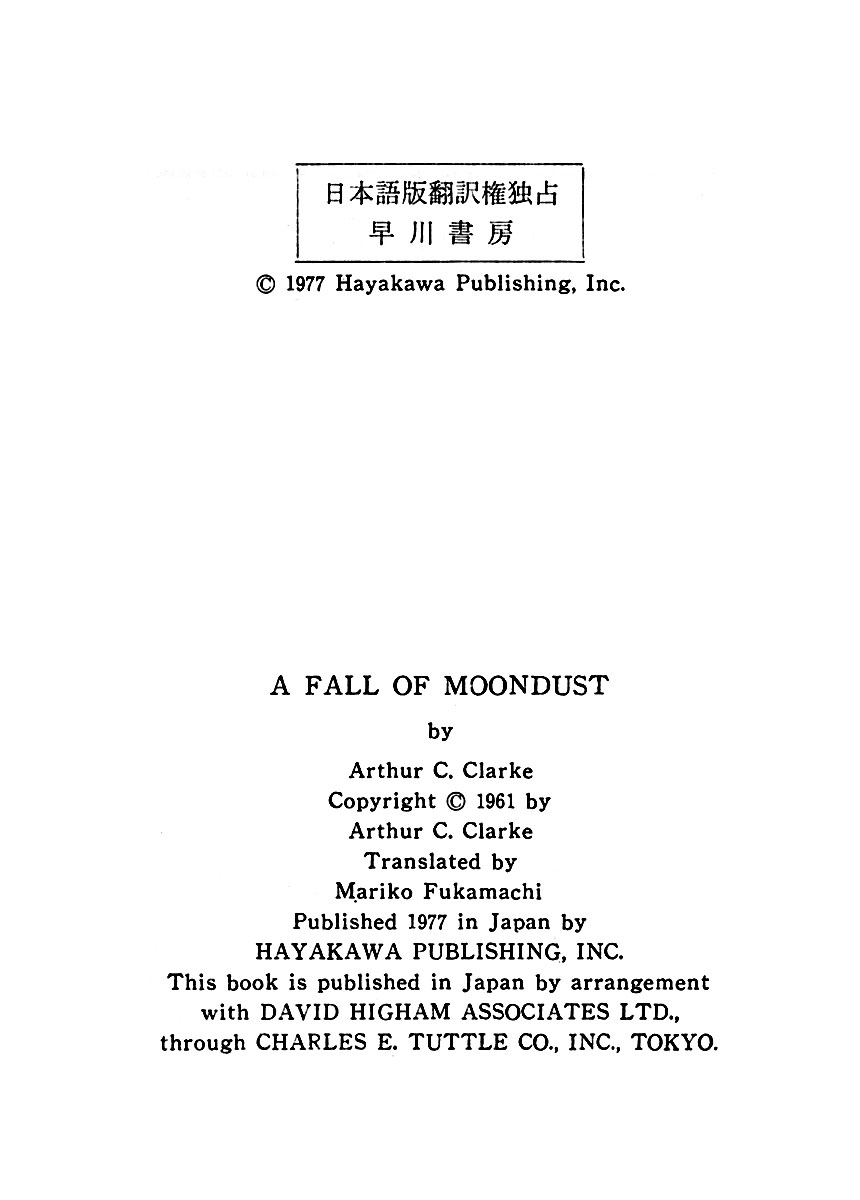 日本語版翻訳権独占
早川書房
© 1977 Hayakawa Publishing, Inc.
A FALL OF MOONDUST
by
Arthur C. Clarke
Copyright © 1961 by
Arthur C. Clarke
Translated by
Mariko Fukamachi
Published 1977 in Japan by
HAYAKAWA PUBLISHING, INC.
This book is published in Japan by arrangement
with DAVID HIGHAM ASSOCIATES LTD.,
through CHARLES E. TUTTLE CO., INC., TOKYO.